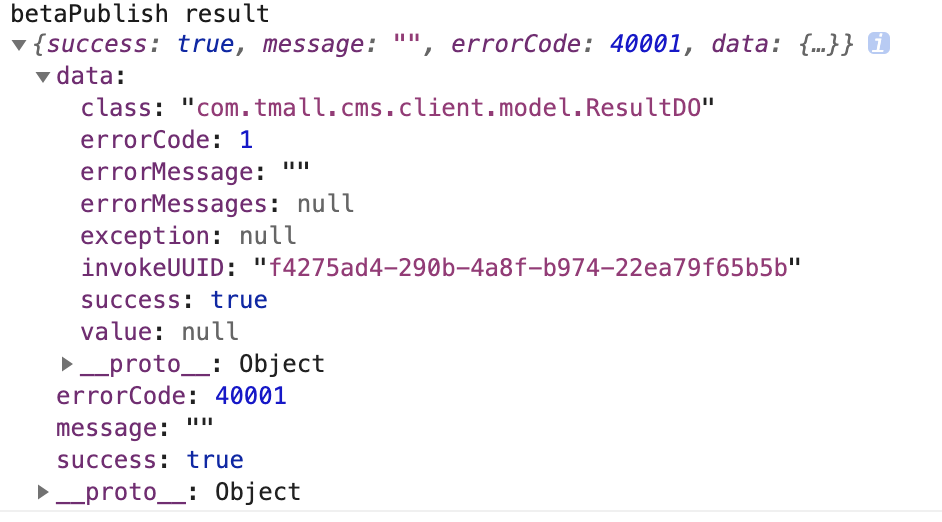 betaPublish result
▼{success: true, message: "", errorCode: 40001, data: {…}} i
▼data:
class: "com.tmall.cms.client.model.ResultDO"
errorCode: 1
errorMessage: ""
errorMessages: null
exception: null
invokeUUID: "f4275ad4-290b-4a8f-b974-22ea79f65b5b"
success: true
value: null
▶__proto__: Object
errorCode: 40001
message: ""
success: true
▶__proto__: Object